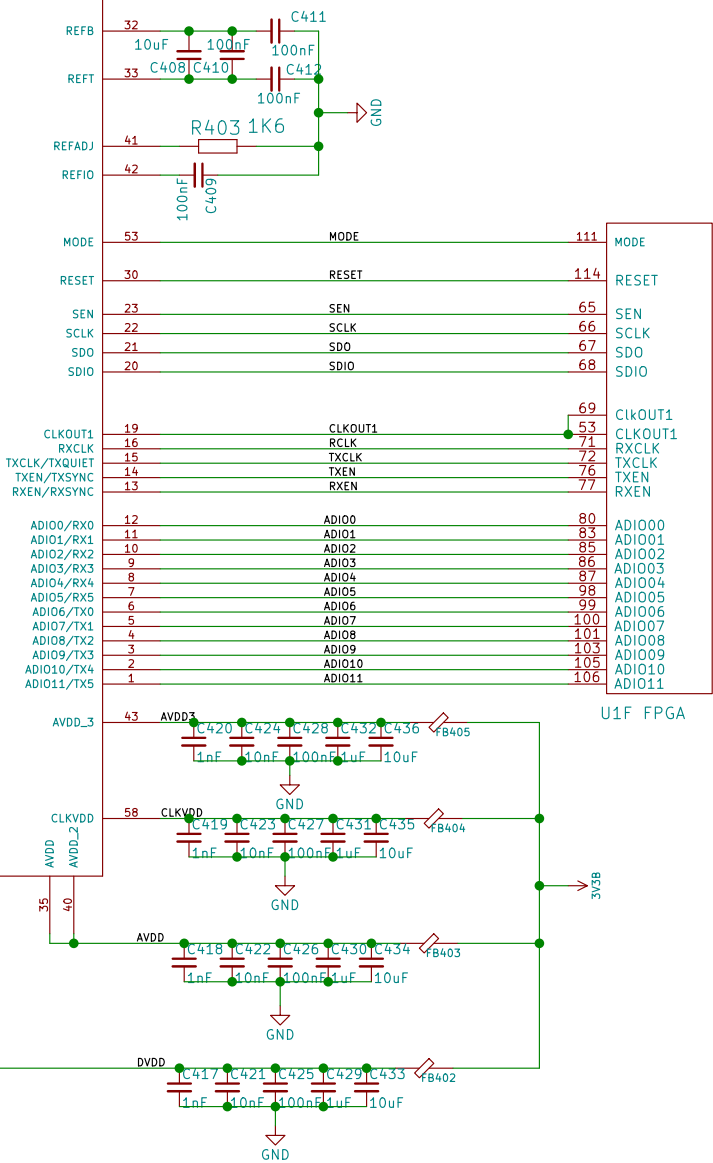 REFB 32 C411
10uF 100nF 100nF
C408 C410 C412
REFT 33
100nF
GND
R403 1K6
REFADJ 41
REFIO 42
100nF C409
MODE 53 MODE 111 MODE
RESET 30 RESET 114 RESET
SEN 23 SEN 65 SEN
SCLK 22 SCLK 66 SCLK
SDO 21 SDO 67 SDO
SDIO 20 SDIO 68 SDIO
69 ClkOUT1
CLKOUT1 19 CLKOUT1 53 CLKOUT1
RXCLK 16 RCLK 71 RXCLK
TXCLK/TXQUIET 15 TXCLK 72 TXCLK
TXEN/TXSYNC 14 TXEN 76 TXEN
RXEN/RXSYNC 13 RXEN 77 RXEN
ADIO0/RX0 12 ADIO0 80 ADIO00
ADIO1/RX1 11 ADIO1 83 ADIO01
ADIO2/RX2 10 ADIO2 85 ADIO02
ADIO3/RX3 9 ADIO3 86 ADIO03
ADIO4/RX4 8 ADIO4 87 ADIO04
ADIO5/RX5 7 ADIO5 98 ADIO05
ADIO6/TX0 6 ADIO6 99 ADIO06
ADIO7/TX1 5 ADIO7 100 ADIO07
ADIO8/TX2 4 ADIO8 101 ADIO08
ADIO9/TX3 3 ADIO9 103 ADIO09
ADIO10/TX4 2 ADIO10 105 ADIO10
ADIO11/TX5 1 ADIO11 106 ADIO11
U1F FPGA
AVDD_3 43 AVDD3
C420 C424 C428 C432 C436 FB405
1nF 10nF 100nF 1uF 10uF
GND
CLKVDD 58 CLKVDD
C419 C423 C427 C431 C435 FB404
1nF 10nF 100nF 1uF 10uF
GND
AVDD AVDD_2
35 40
3V3B
AVDD
C418 C422 C426 C430 C434 FB403
1nF 10nF 100nF 1uF 10uF
GND
DVDD
C417 C421 C425 C429 C433 FB402
1nF 10nF 100nF 1uF 10uF
GND